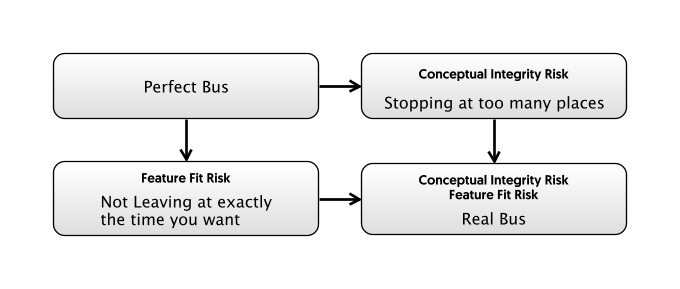 Perfect Bus
Conceptual Integrity Risk
Stopping at too many places
Feature Fit Risk
Not Leaving at exactly
the time you want
Conceptual Integrity Risk
Feature Fit Risk
Real Bus